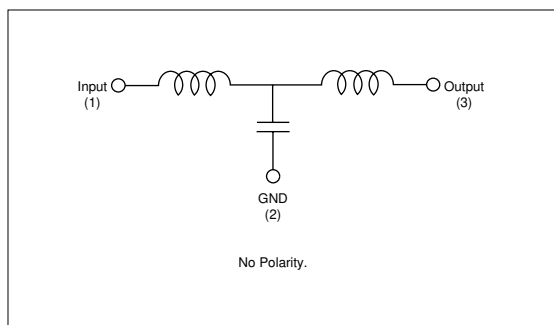 Input
(1)
Output
(3)
GND
(2)
No Polarity.